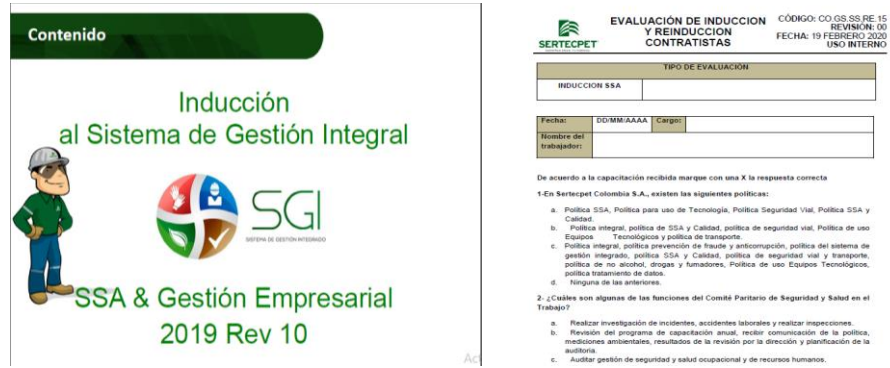 Contenido
Inducción
al Sistema de Gestión Integral
SGI
SISTEMA DE GESTIÓN INTEGRADO
SSA & Gestión Empresarial
2019 Rev 10
SERTECPET
EVALUACIÓN DE INDUCCION
Y REINDUCCION
CONTRATISTAS
CÓDIGO: CO.GS.SS.RE.15
REVISIÓN: 00
FECHA: 19 FEBRERO 2020
USO INTERNO
TIPO DE EVALUACIÓN
INDUCCION SSA
Fecha: DD/MM/AAAA Cargo:
Nombre del
trabajador:
De acuerdo a la capacitación recibida marque con una X la respuesta correcta
1-En Sertecpet Colombia S.A., existen las siguientes políticas:
a. Política SSA, Política para uso de Tecnología, Política Seguridad Vial, Política SSA y
Calidad.
b. Política integral, política de SSA y Calidad, política de seguridad vial, Política de uso
Equipos Tecnológicos y política de transporte.
c. Política integral, política prevención de fraude y anticorrupción, política del sistema de
gestión integrado, política SSA y Calidad, política de seguridad vial y transporte,
política de no alcohol, drogas y fumadores, Política de uso Equipos Tecnológicos,
política tratamiento de datos.
d. Ninguna de las anteriores.
2- ¿Cuáles son algunas de las funciones del Comité Paritario de Seguridad y Salud en el
Trabajo?
a. Realizar investigación de incidentes, accidentes laborales y realizar inspecciones.
b. Revisión del programa de capacitación anual, recibir comunicación de la política,
mediciones ambientales, resultados de la revisión por la dirección y planificación de la
auditoria.
c. Auditar gestión de seguridad y salud ocupacional y de recursos humanos.